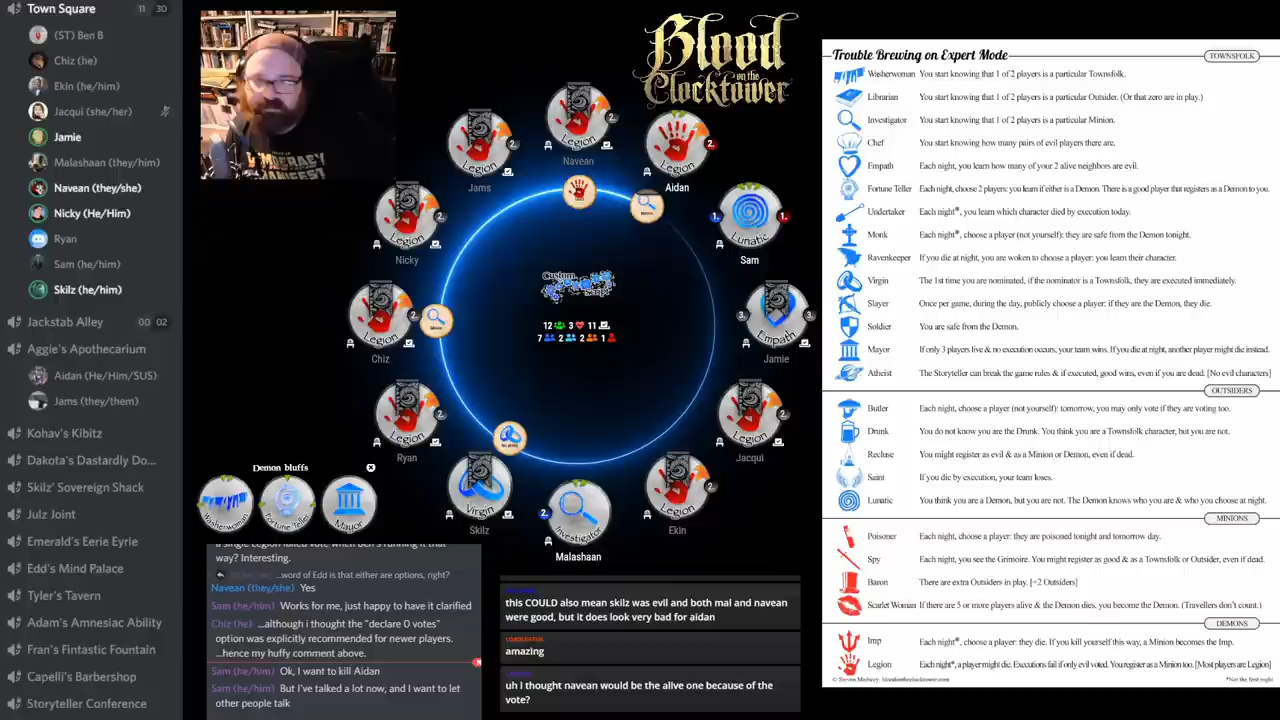 Town Square
11 30
(ST) Ben B
Chiz (he)
Ekin (he/him)
Jacqui (she/her)
Jamie
Malashaan (they/him)
Navean (they/she)
Nicky (He/Him)
Ryan
Sam (he/him)
Skilz (he/him)
Jackstab Alley
00 02
Aggie's Apothecarium
Aidan (He/Him/SUS)
Jams (they/them)
Kohav's Kibitz
Dakota's Dastardly Do...
Skilz' Sovereign Shack
Julz Joint
Emerald's Eerie Eyrie
Edd's Mind Palace
Tyler's Tavern
Adam's Amnesiac Ability
Fran's Fintastic Fountain
Capelli's Chop Shop
Storyteller Conference
Blood
on the
Clocktower
Legion
Navean
Legion
Aidan
Lunatic
Sam
Empath
Jamie
Legion
Jacqui
Legion
Ekin
Investigator
Malashaan
Virgin
Skilz
Legion
Ryan
Legion
Chiz
Legion
Nicky
Legion
Jams
Custom
Script
12 3 11
7 2 2 1
Demon bluffs
Washerwoman
Fortune Teller
Mayor
a single Legion failed vote when Ben's running it that
way? Interesting.
...word of Edd is that either are options, right?
Navean (they/she) Yes
Sam (he/him) Works for me, just happy to have it clarified
Chiz (he) ...although i thought the "declare 0 votes"
option was explicitly recommended for newer players.
...hence my huffy comment above.
Sam (he/him) Ok, I want to kill Aidan
Sam (he/him) But I've talked a lot now, and I want to let
other people talk
this COULD also mean skilz was evil and both mal and navean
were good, but it does look very bad for aidan
amazing
uh I thought navean would be the alive one because of the
vote?
Trouble Brewing on Expert Mode
TOWNSFOLK
Washerwoman You start knowing that 1 of 2 players is a particular Townsfolk.
Librarian You start knowing that 1 of 2 players is a particular Outsider. (Or that zero are in play.)
Investigator You start knowing that 1 of 2 players is a particular Minion.
Chef You start knowing how many pairs of evil players there are.
Empath Each night, you learn how many of your 2 alive neighbors are evil.
Fortune Teller Each night, choose 2 players: you learn if either is a Demon. There is a good player that registers as a Demon to you.
Undertaker Each night*, you learn which character died by execution today.
Monk Each night*, choose a player (not yourself): they are safe from the Demon tonight.
Ravenkeeper If you die at night, you are woken to choose a player: you learn their character.
Virgin The 1st time you are nominated, if the nominator is a Townsfolk, they are executed immediately.
Slayer Once per game, during the day, publicly choose a player: if they are the Demon, they die.
Soldier You are safe from the Demon.
Mayor If only 3 players live & no execution occurs, your team wins. If you die at night, another player might die instead.
Atheist The Storyteller can break the game rules & if executed, good wins, even if you are dead. [No evil characters]
OUTSIDERS
Butler Each night, choose a player (not yourself): tomorrow, you may only vote if they are voting too.
Drunk You do not know you are the Drunk. You think you are a Townsfolk character, but you are not.
Recluse You might register as evil & as a Minion or Demon, even if dead.
Saint If you die by execution, your team loses.
Lunatic You think you are a Demon, but you are not. The Demon knows who you are & who you choose at night.
MINIONS
Poisoner Each night, choose a player: they are poisoned tonight and tomorrow day.
Spy Each night, you see the Grimoire. You might register as good & as a Townsfolk or Outsider, even if dead.
Baron There are extra Outsiders in play. [+2 Outsiders]
Scarlet Woman If there are 5 or more players alive & the Demon dies, you become the Demon. (Travellers don't count.)
DEMONS
Imp Each night*, choose a player: they die. If you kill yourself this way, a Minion becomes the Imp.
Legion Each night*, a player might die. Executions fail if only evil voted. You register as a Minion too. [Most players are Legion]
© Steven Medway, bloodontheclocktower.com
*Not the first night